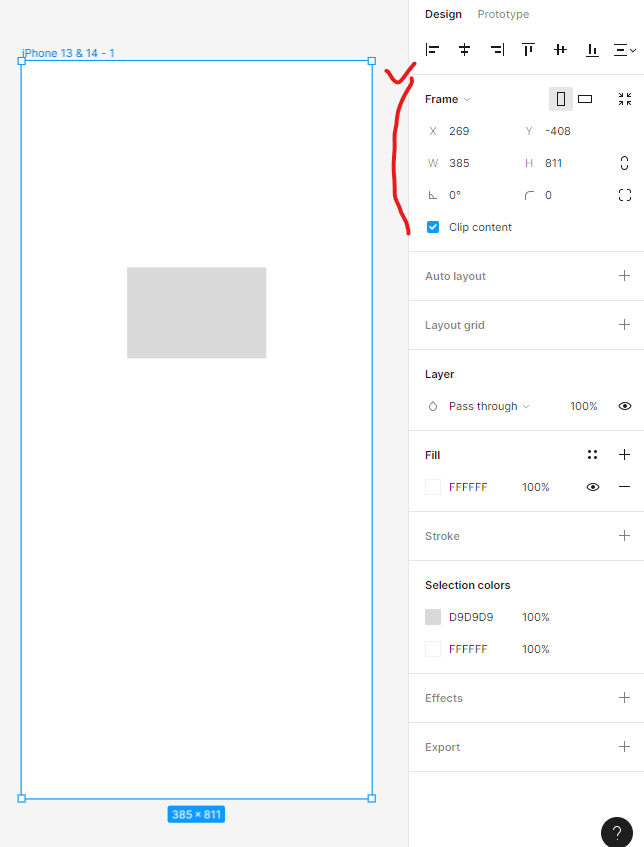 Design Prototype
iPhone 13 & 14 - 1
Frame
X 269 Y -408
W 385 H 811
0° 0
Clip content
Auto layout
Layout grid
Layer
Pass through 100%
Fill
FFFFFF 100%
Stroke
Selection colors
D9D9D9 100%
FFFFFF 100%
Effects
Export
385 × 811
?